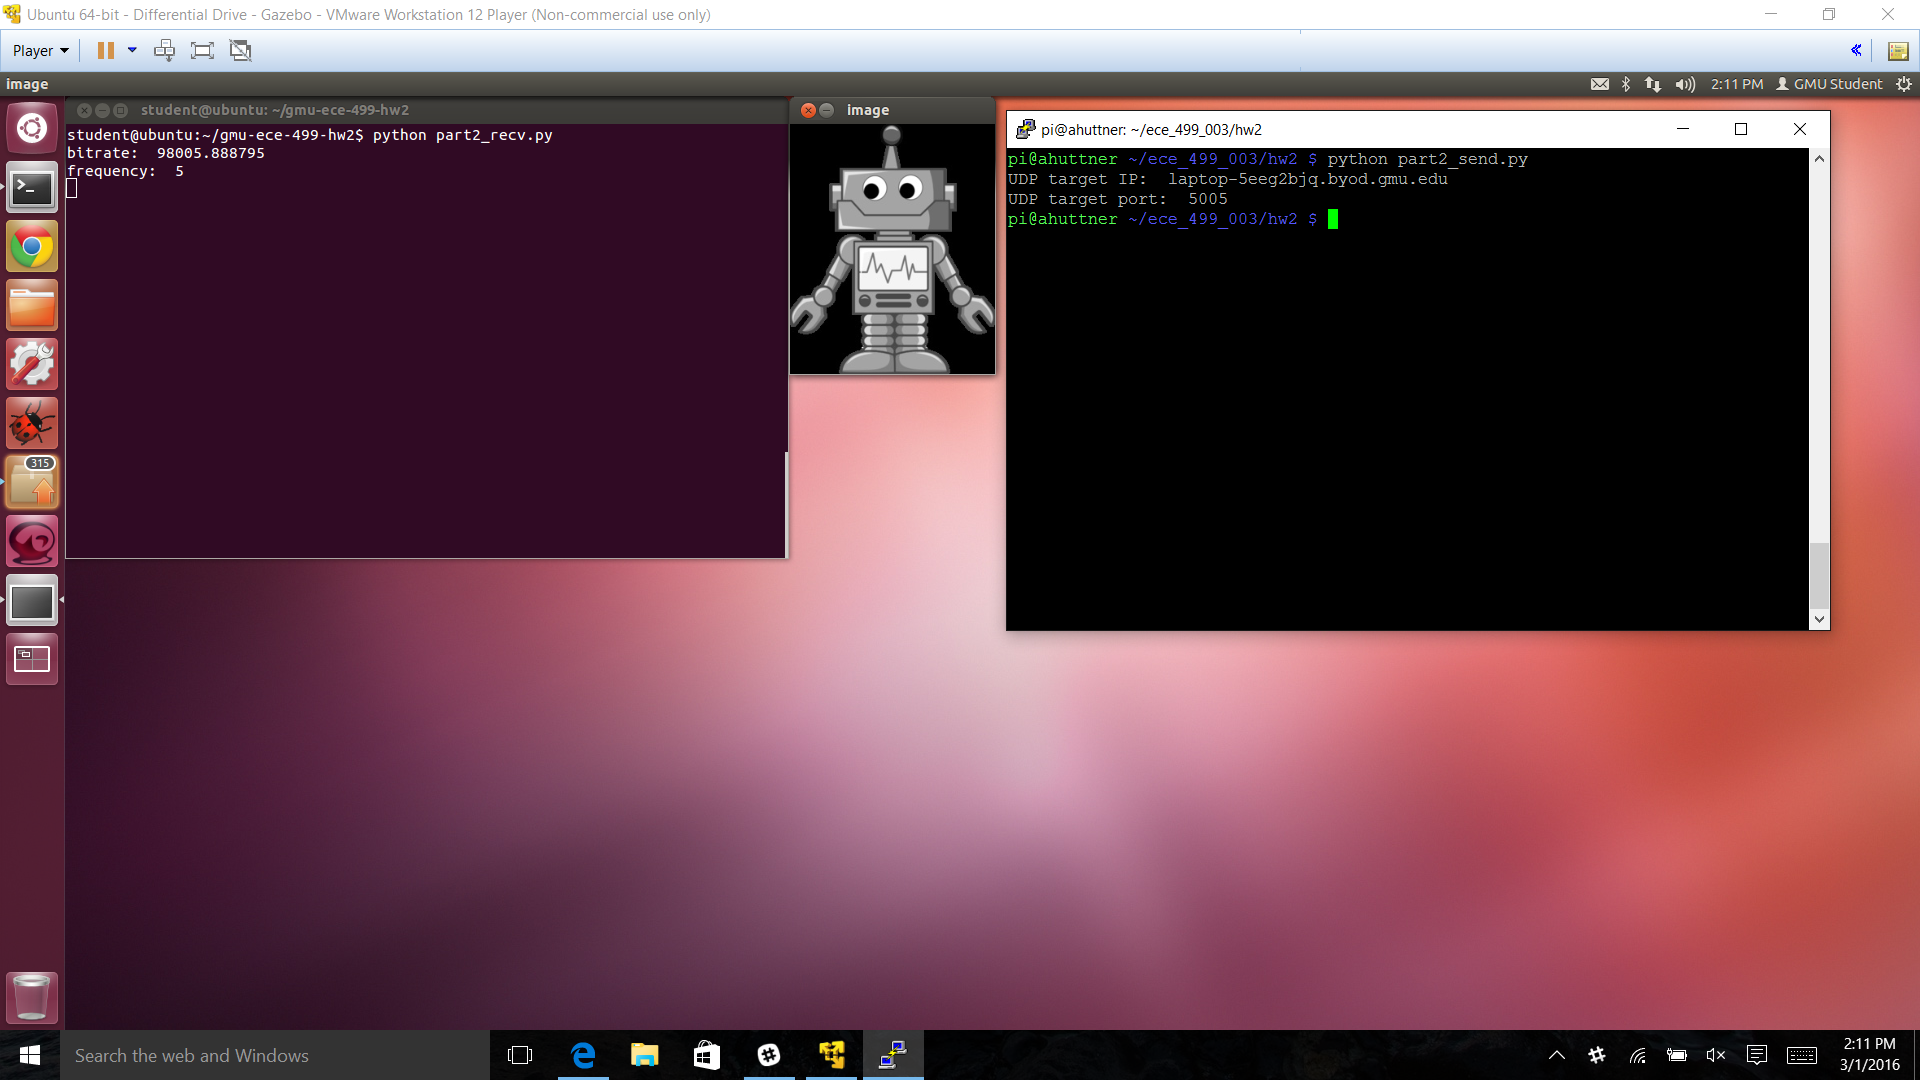 Ubuntu 64-bit - Differential Drive - Gazebo - VMware Workstation 12 Player (Non-commercial use only)
Player
image
2:11 PM
GMU Student
student@ubuntu: ~/gmu-ece-499-hw2
student@ubuntu:~/gmu-ece-499-hw2$ python part2_recv.py
bitrate:  98005.888795
frequency:  5
image
pi@ahuttner: ~/ece_499_003/hw2
pi@ahuttner ~/ece_499_003/hw2 $ python part2_send.py
UDP target IP:  laptop-5eeg2bjq.byod.gmu.edu
UDP target port:  5005
pi@ahuttner ~/ece_499_003/hw2 $
315
Search the web and Windows
2:11 PM
3/1/2016